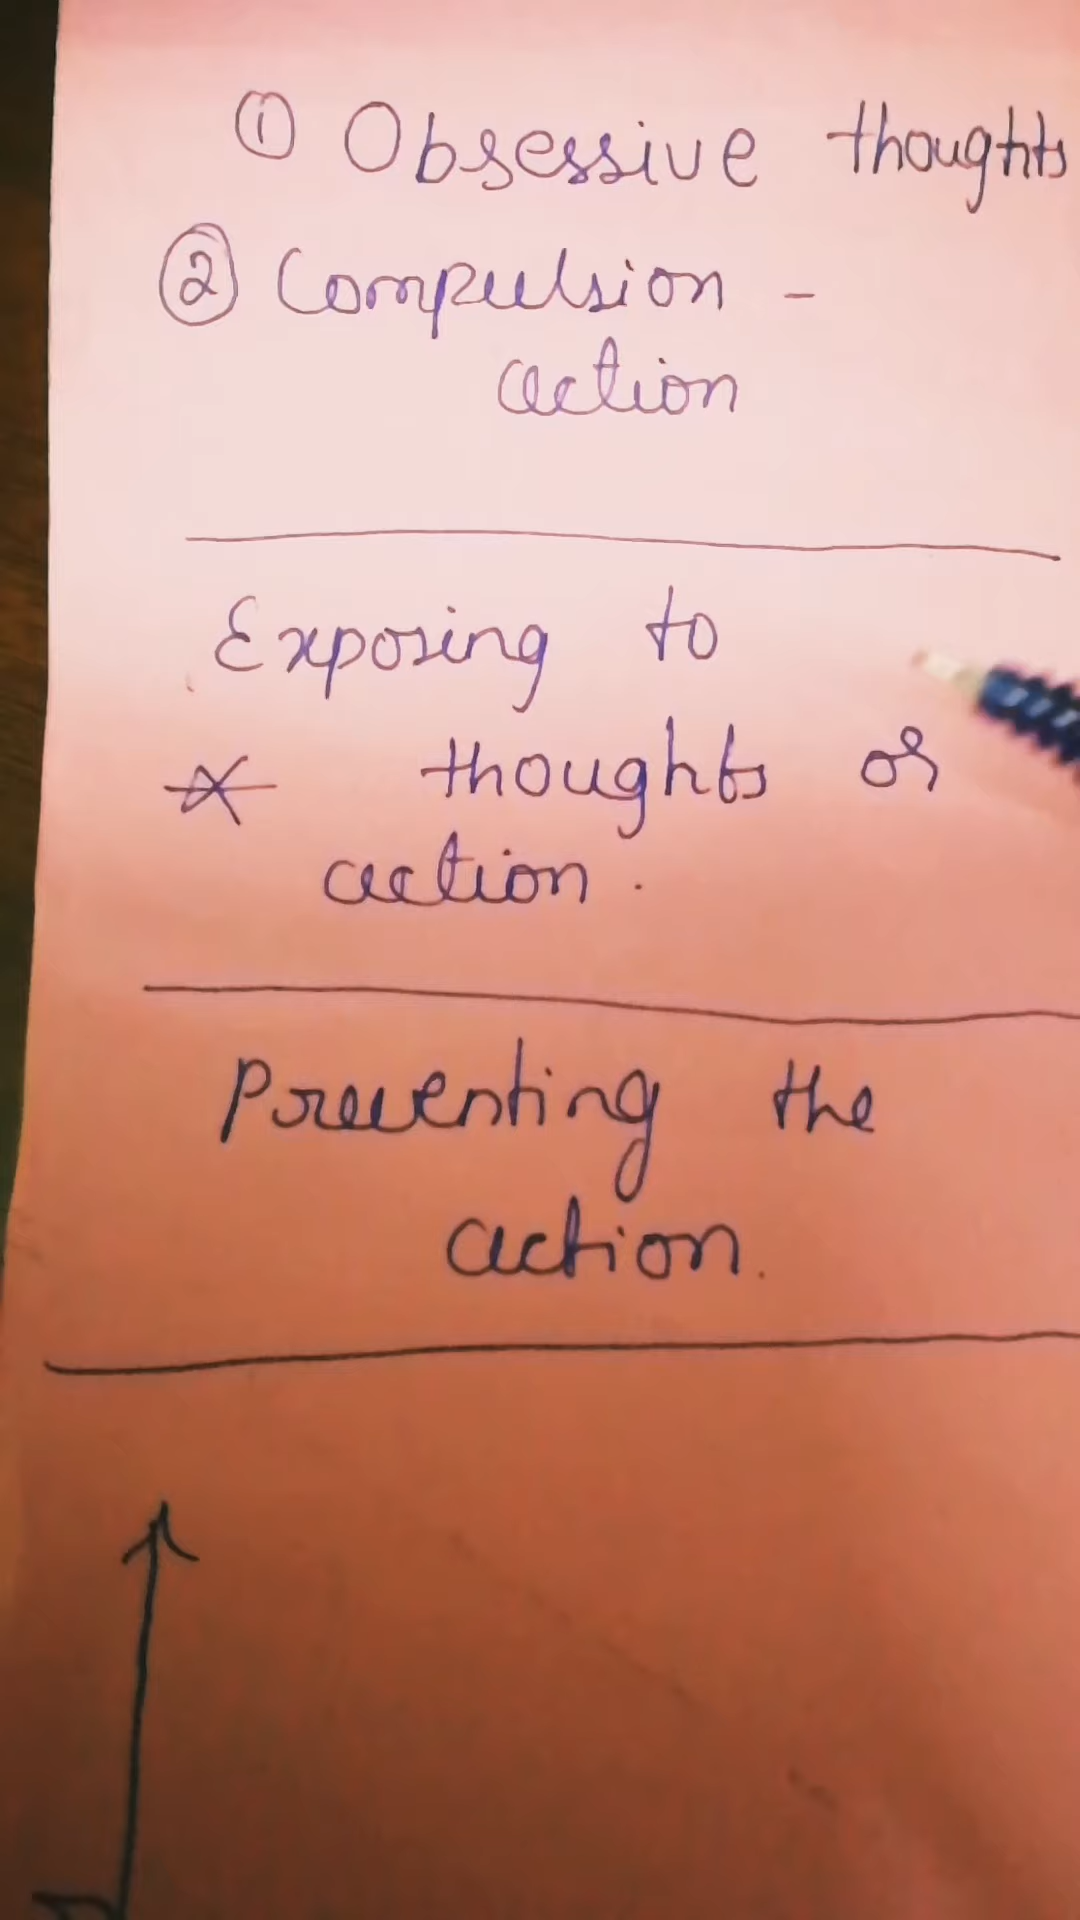 ① Obsessive thoughts
② Compulsion -
action
Exposing to
* thoughts or
action.
Preventing the
action.